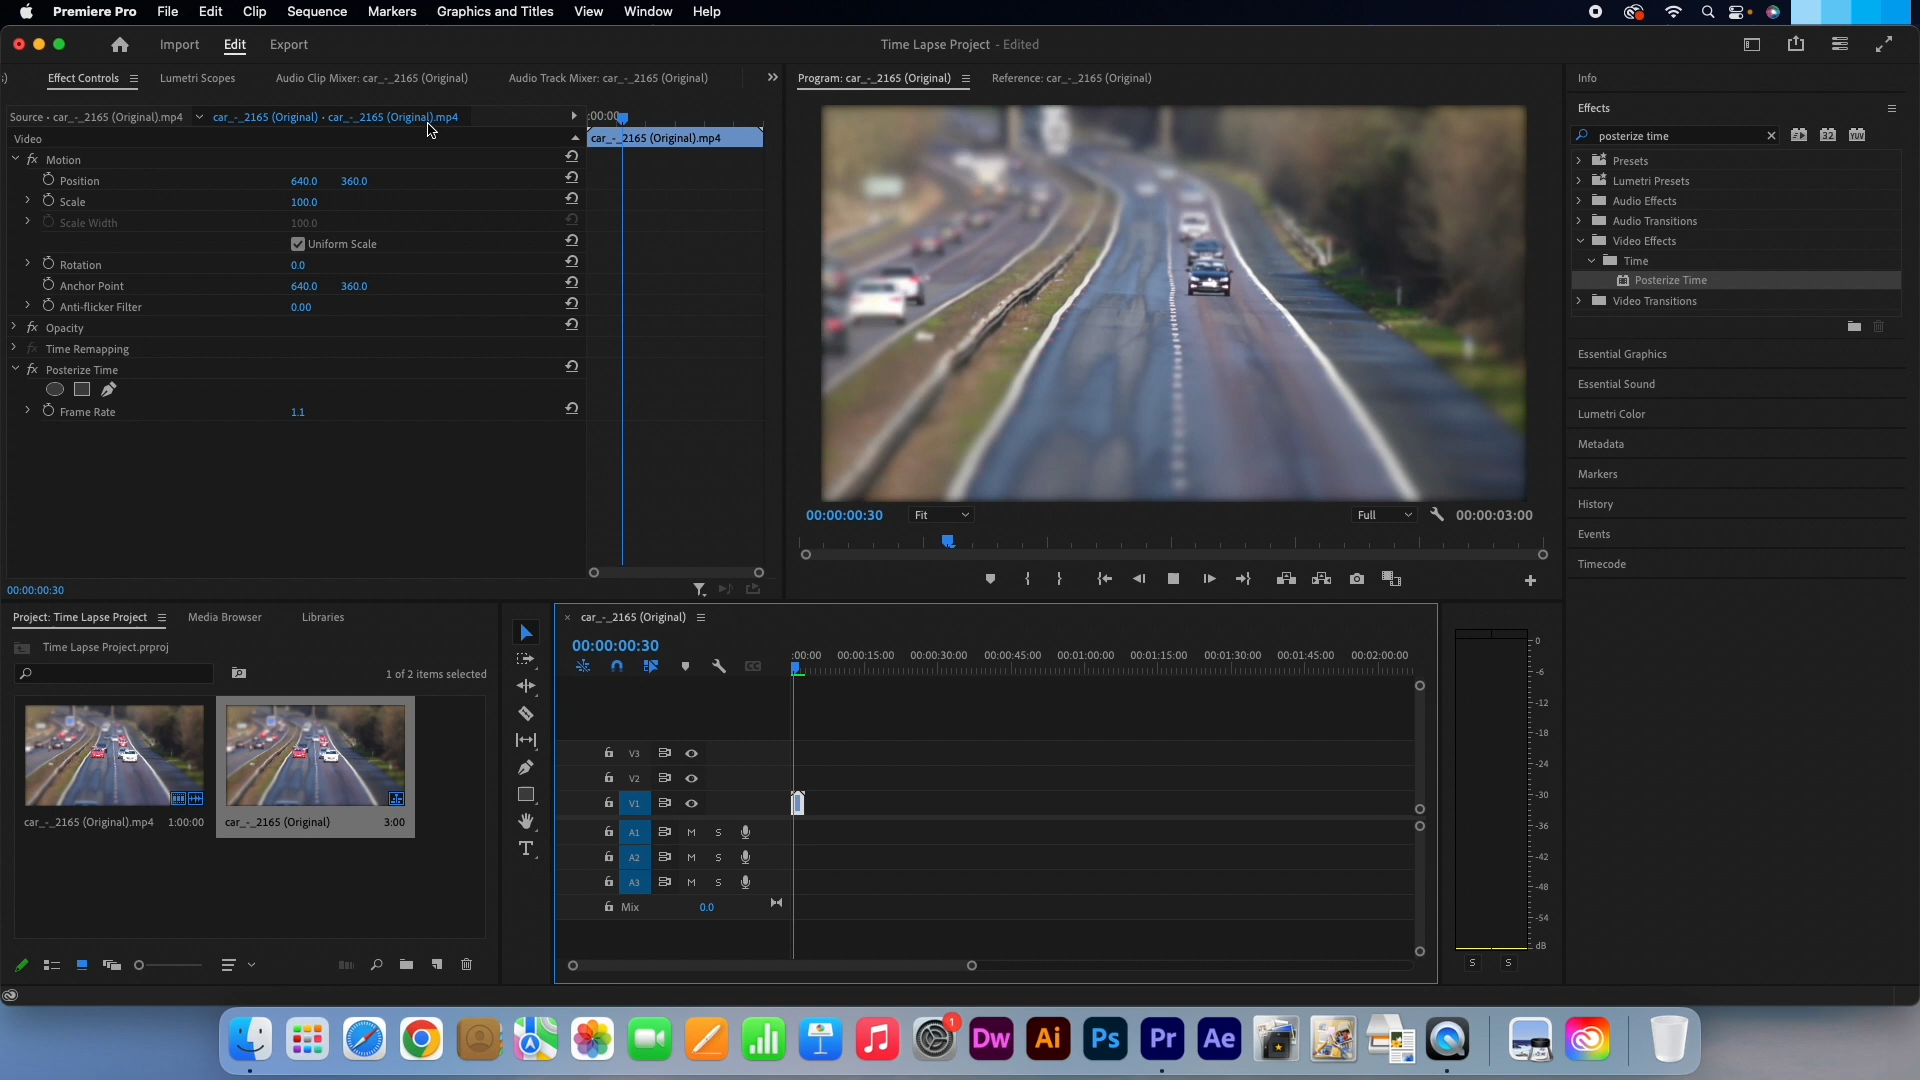 Premiere Pro File Edit Clip Sequence Markers Graphics and Titles View Window Help
Import Edit Export Time Lapse Project - Edited
Effect Controls Lumetri Scopes Audio Clip Mixer: car_-_2165 (Original) Audio Track Mixer: car_-_2165 (Original) »
Program: car_-_2165 (Original) Reference: car_-_2165 (Original)
Info
Source • car_-_2165 (Original).mp4 car_-_2165 (Original) • car_-_2165 (Original).mp4
:00:00
Video
car_-_2165 (Original).mp4
fx Motion
Position 640.0 360.0
Scale 100.0
Scale Width 100.0
Uniform Scale
Rotation 0.0
Anchor Point 640.0 360.0
Anti-flicker Filter 0.00
fx Opacity
fx Time Remapping
fx Posterize Time
Frame Rate 1.1
00:00:00:30
00:00:00:30 Fit Full 00:00:03:00
Effects
posterize time
32 YUV
Presets
Lumetri Presets
Audio Effects
Audio Transitions
Video Effects
Time
Posterize Time
Video Transitions
Essential Graphics
Essential Sound
Lumetri Color
Metadata
Markers
History
Events
Timecode
Project: Time Lapse Project Media Browser Libraries
Time Lapse Project.prproj
1 of 2 items selected
car_-_2165 (Original).mp4 1:00:00
car_-_2165 (Original) 3:00
× car_-_2165 (Original)
00:00:00:30
CC
:00:00 00:00:15:00 00:00:30:00 00:00:45:00 00:01:00:00 00:01:15:00 00:01:30:00 00:01:45:00 00:02:00:00
V3
V2
V1
A1 M S
A2 M S
A3 M S
Mix 0.0
0
-6
-12
-18
-24
-30
-36
-42
-48
-54
dB
S S
1
Dw Ai Ps Pr Ae